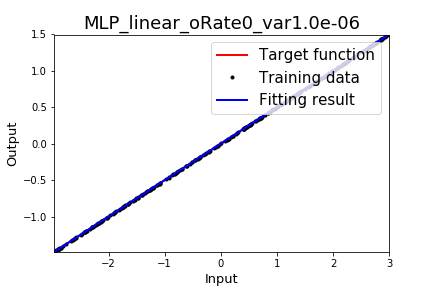 MLP_linear_oRate0_var1.0e-06
1.5
1.0
0.5
0.0
−0.5
−1.0
Output
Target function
Training data
Fitting result
−2
−1
0
1
2
3
Input